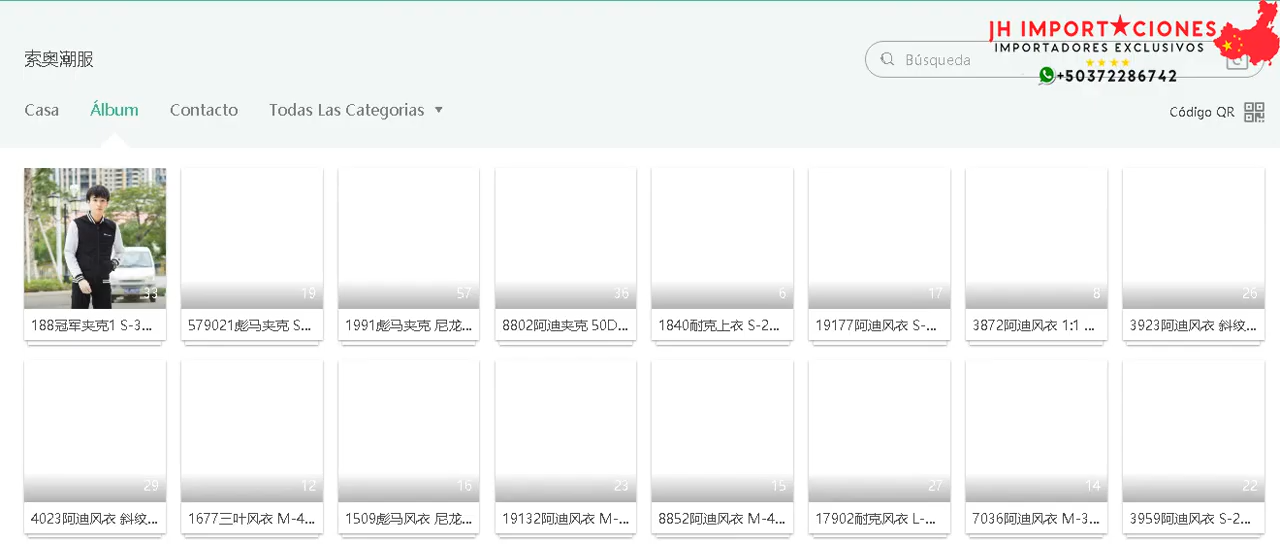 JH IMPORT★CIONES
IMPORTADORES EXCLUSIVOS
+50372286742
索奥潮服
Búsqueda
Casa
Álbum
Contacto
Todas Las Categorias
Código QR
33
19
57
36
6
17
8
26
188冠军夹克1 S-3...
579021彪马夹克 S...
1991彪马夹克 尼龙...
8802阿迪夹克 50D...
1840耐克上衣 S-2...
19177阿迪风衣 S-...
3872阿迪风衣 1:1 ...
3923阿迪风衣 斜纹...
29
12
16
23
15
27
14
22
4023阿迪风衣 斜纹...
1677三叶风衣 M-4...
1509彪马风衣 尼龙...
19132阿迪风衣 M-...
8852阿迪风衣 M-4...
17902耐克风衣 L-...
7036阿迪风衣 M-3...
3959阿迪风衣 S-2...